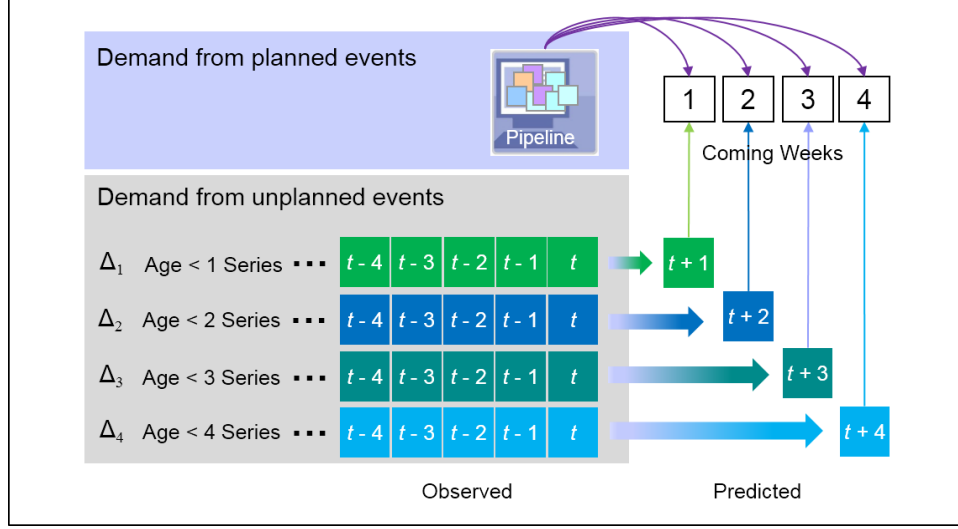 Demand from planned events
Pipeline
1 2 3 4
Coming Weeks
Demand from unplanned events
Δ1 Age < 1 Series ▪▪▪ t - 4 t - 3 t - 2 t - 1 t t + 1
Δ2 Age < 2 Series ▪▪▪ t - 4 t - 3 t - 2 t - 1 t t + 2
Δ3 Age < 3 Series ▪▪▪ t - 4 t - 3 t - 2 t - 1 t t + 3
Δ4 Age < 4 Series ▪▪▪ t - 4 t - 3 t - 2 t - 1 t t + 4
Observed Predicted